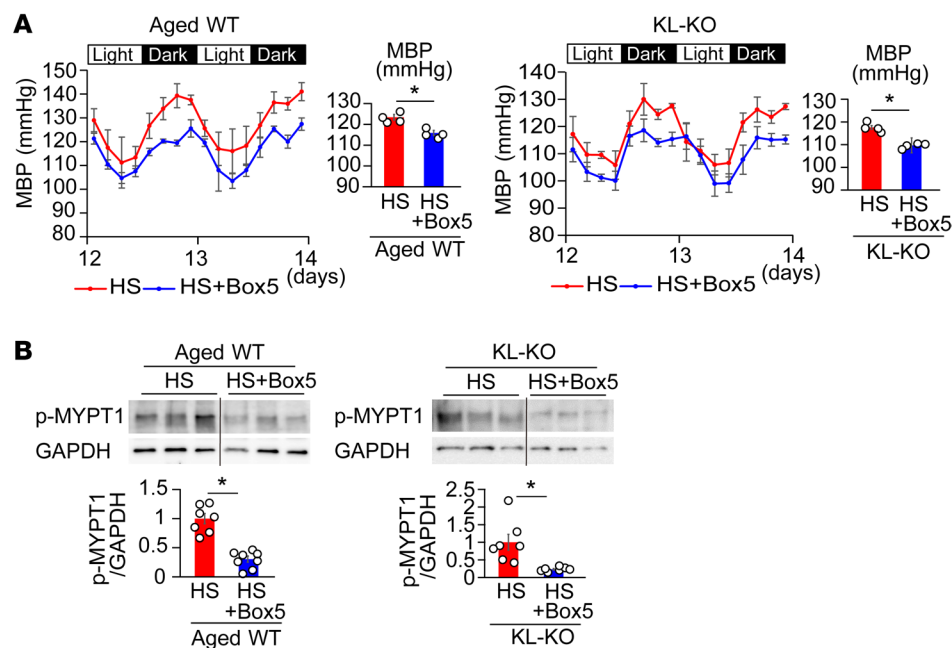 A
Aged WT
Light Dark Light Dark
MBP (mmHg)
150
140
130
120
110
100
90
80
12 13 14
(days)
HS HS+Box5
MBP
(mmHg)
*
130
120
110
100
90
HS HS
+Box5
Aged WT
KL-KO
Light Dark Light Dark
MBP (mmHg)
140
130
120
110
100
90
80
12 13 14
(days)
HS HS+Box5
MBP
(mmHg)
*
130
120
110
100
90
HS HS
+Box5
KL-KO
B
Aged WT
HS HS+Box5
p-MYPT1
GAPDH
p-MYPT1
/GAPDH
1.5
1
0.5
0
*
HS HS
+Box5
Aged WT
KL-KO
HS HS+Box5
p-MYPT1
GAPDH
p-MYPT1
/GAPDH
2.5
2
1.5
1
0.5
0
*
HS HS
+Box5
KL-KO